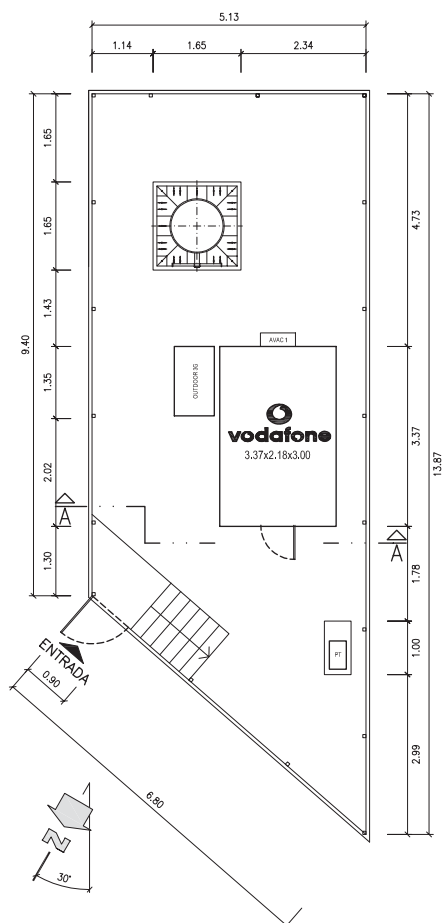 5.13
1.14
1.65
2.34
1.65
1.65
1.43
1.35
2.02
1.30
9.40
4.73
3.37
1.78
1.00
2.99
13.87
AVAC 1
OUTDOOR 3G
vodafone
3.37x2.18x3.00
A
A
ENTRADA
0.90
PT
6.80
N
30°